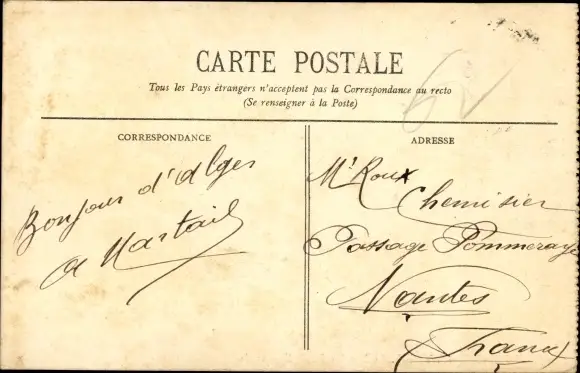 CARTE POSTALE
Tous les Pays étrangers n'acceptent pas la Correspondance au recto
(Se renseigner à la Poste)
CORRESPONDANCE
Bonjour d'Alger
ADRESSE
Mr Roux
Chemisier
Passage Pommeraye
Nantes
France